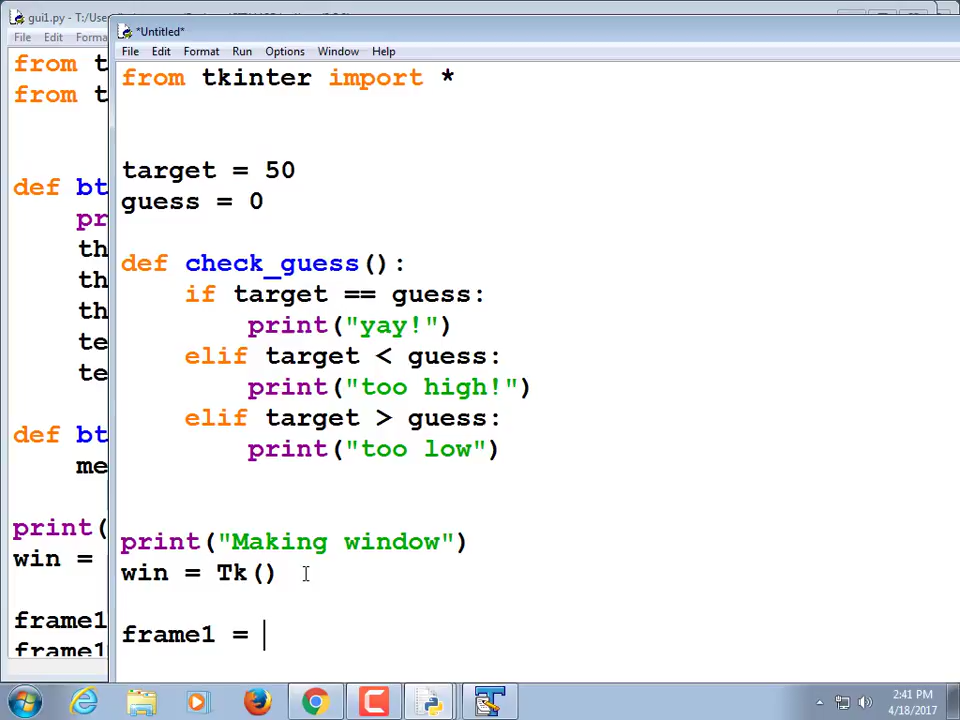 gui1.py - T:/User
File Edit Forma
from t
from t
def bt
pr
th
th
th
te
te
def bt
me
print(
win =
frame1
frame1
*Untitled*
File Edit Format Run Options Window Help
from tkinter import *
target = 50
guess = 0
def check_guess():
if target == guess:
print("yay!")
elif target < guess:
print("too high!")
elif target > guess:
print("too low")
print("Making window")
win = Tk()
frame1 =
2:41 PM
4/18/2017